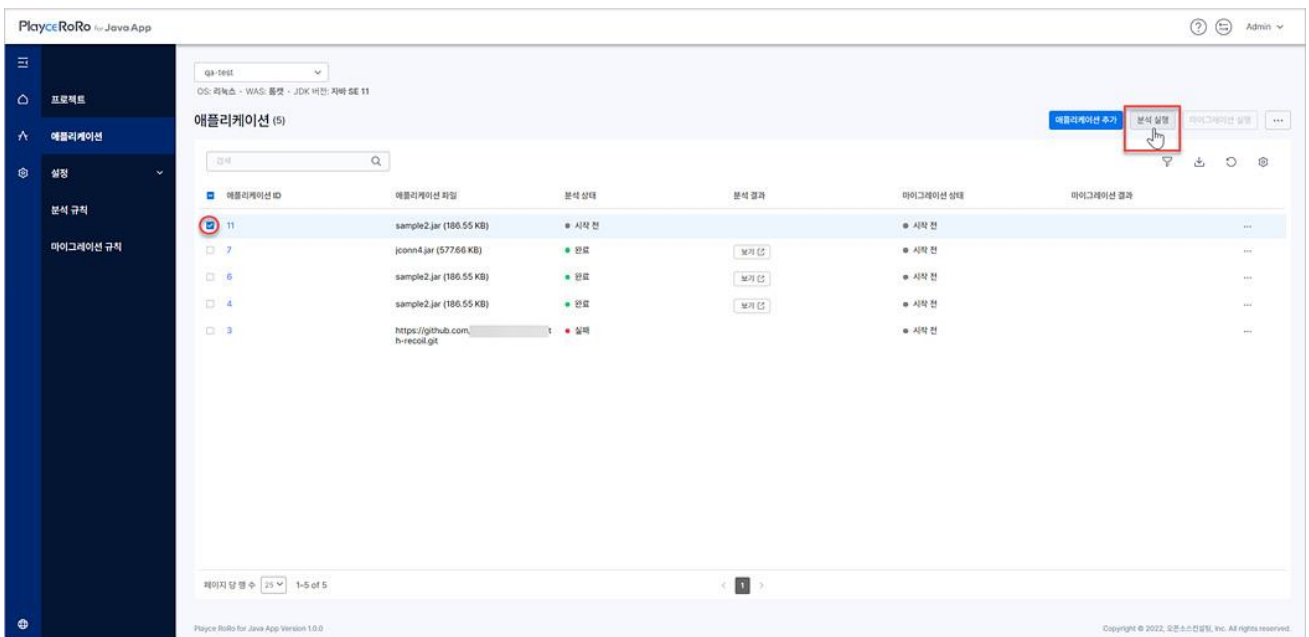 PlayceRoRo for Java App
Admin
qa-test
OS: 리눅스 · WAS: 톰캣 · JDK 버전: 자바 SE 11
프로젝트
애플리케이션 (5)
애플리케이션 추가 분석 실행 마이그레이션 실행 ...
애플리케이션
검색
설정
애플리케이션 ID 애플리케이션 파일 분석 상태 분석 결과 마이그레이션 상태 마이그레이션 결과
분석 규칙
11 sample2.jar (186.55 KB) 시작 전 시작 전 ...
마이그레이션 규칙
7 jconn4.jar (577.66 KB) 완료 보기 시작 전 ...
6 sample2.jar (186.55 KB) 완료 보기 시작 전 ...
4 sample2.jar (186.55 KB) 완료 보기 시작 전 ...
3 https://github.com, t 실패 시작 전 ...
h-recoil.git
페이지 당 행 수 25 1–5 of 5
1
Playce RoRo for Java App Version 1.0.0
Copyright © 2022, 오픈소스컨설팅, Inc. All rights reserved.